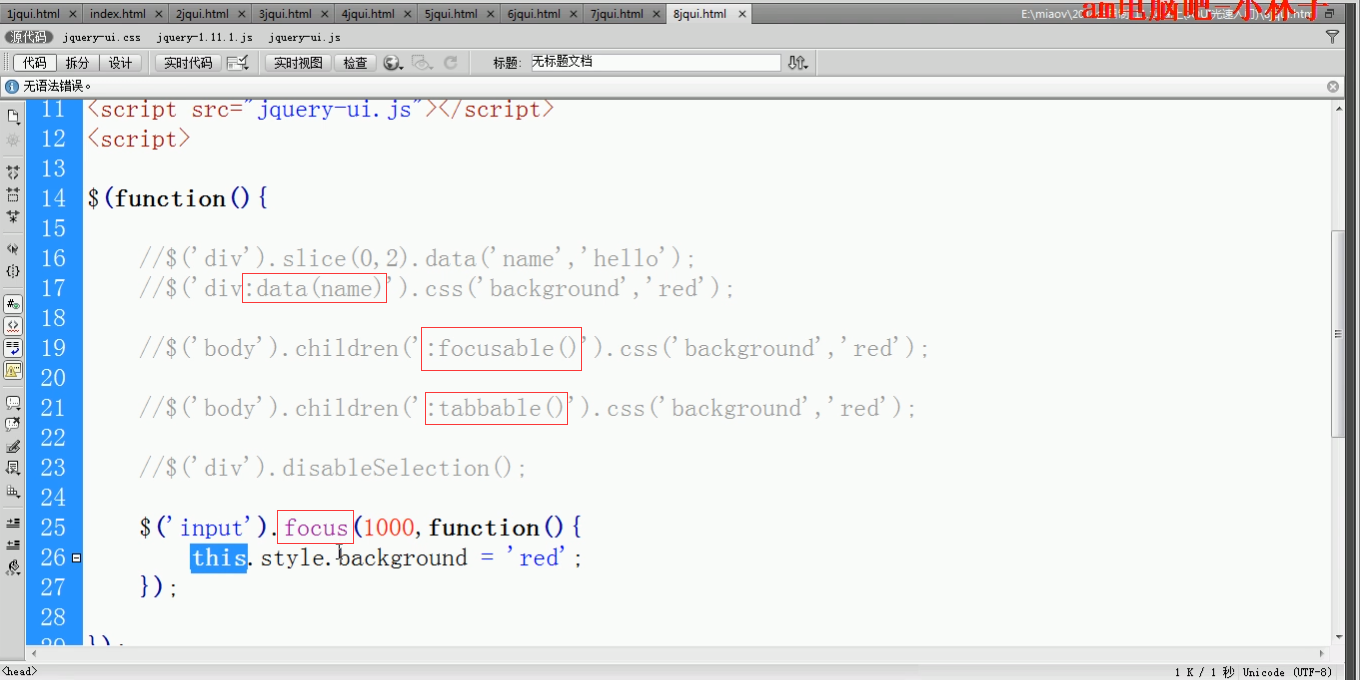 1jqui.html × index.html × 2jqui.html × 3jqui.html × 4jqui.html × 5jqui.html × 6jqui.html × 7jqui.html × 8jqui.html ×
am电脑吧-小林子
源代码 jquery-ui.css jquery-1.11.1.js jquery-ui.js
代码 拆分 设计 实时代码 实时视图 检查 标题: 无标题文档
无语法错误。
11 <script src="jquery-ui.js"></script>
12 <script>
13
14 $(function(){
15
16 //$('div').slice(0,2).data('name','hello');
17 //$('div:data(name)').css('background','red');
18
19 //$('body').children(':focusable()').css('background','red');
20
21 //$('body').children(':tabbable()').css('background','red');
22
23 //$('div').disableSelection();
24
25 $('input').focus(1000,function(){
26 this.style.background = 'red';
27 });
28
29 });
<head> 1 K / 1 秒 Unicode (UTF-8)